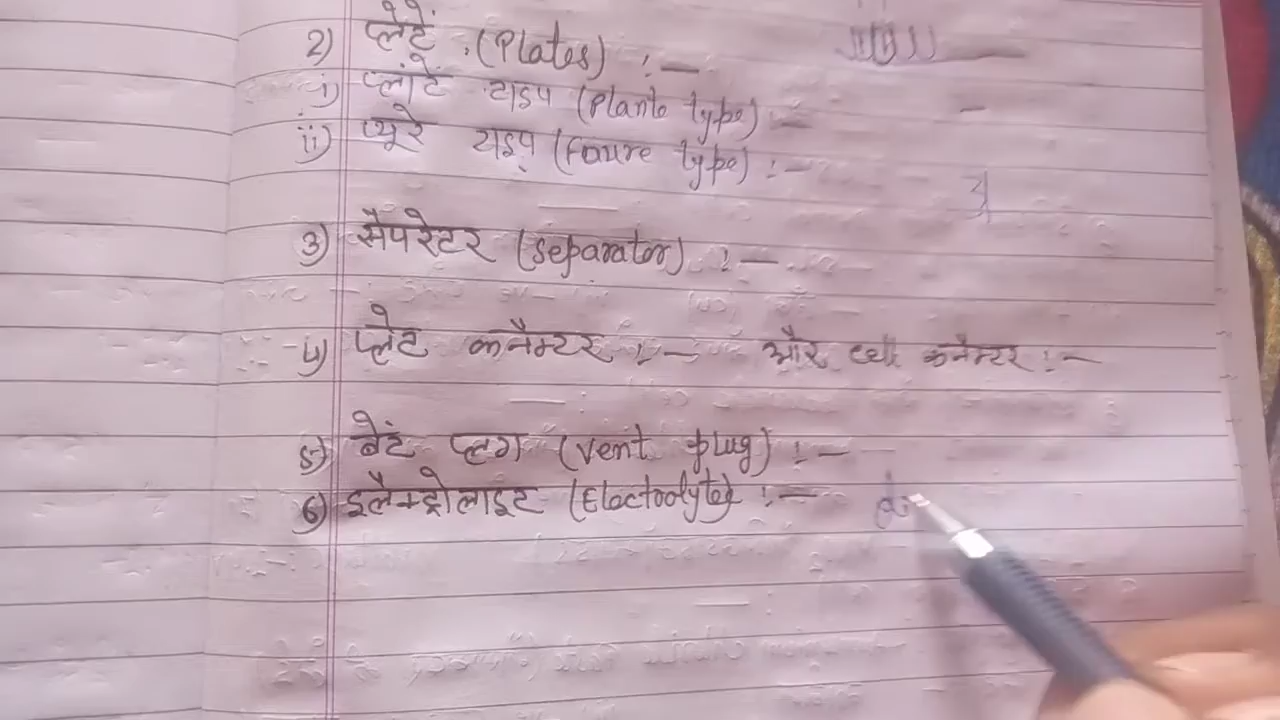 2) प्लेटें .(Plates) :—
i) प्लांटे टाइप (Plante type) —
ii) प्यूरे टाइप (Faure type) :—
3) सैपरेटर (Separator) :—
4) प्लेट कनैक्टर :— और cell कनैक्टर :—
5) वेंट प्लग (Vent plug) :—
6) इलैक्ट्रोलाइट (Electrolyte) :—